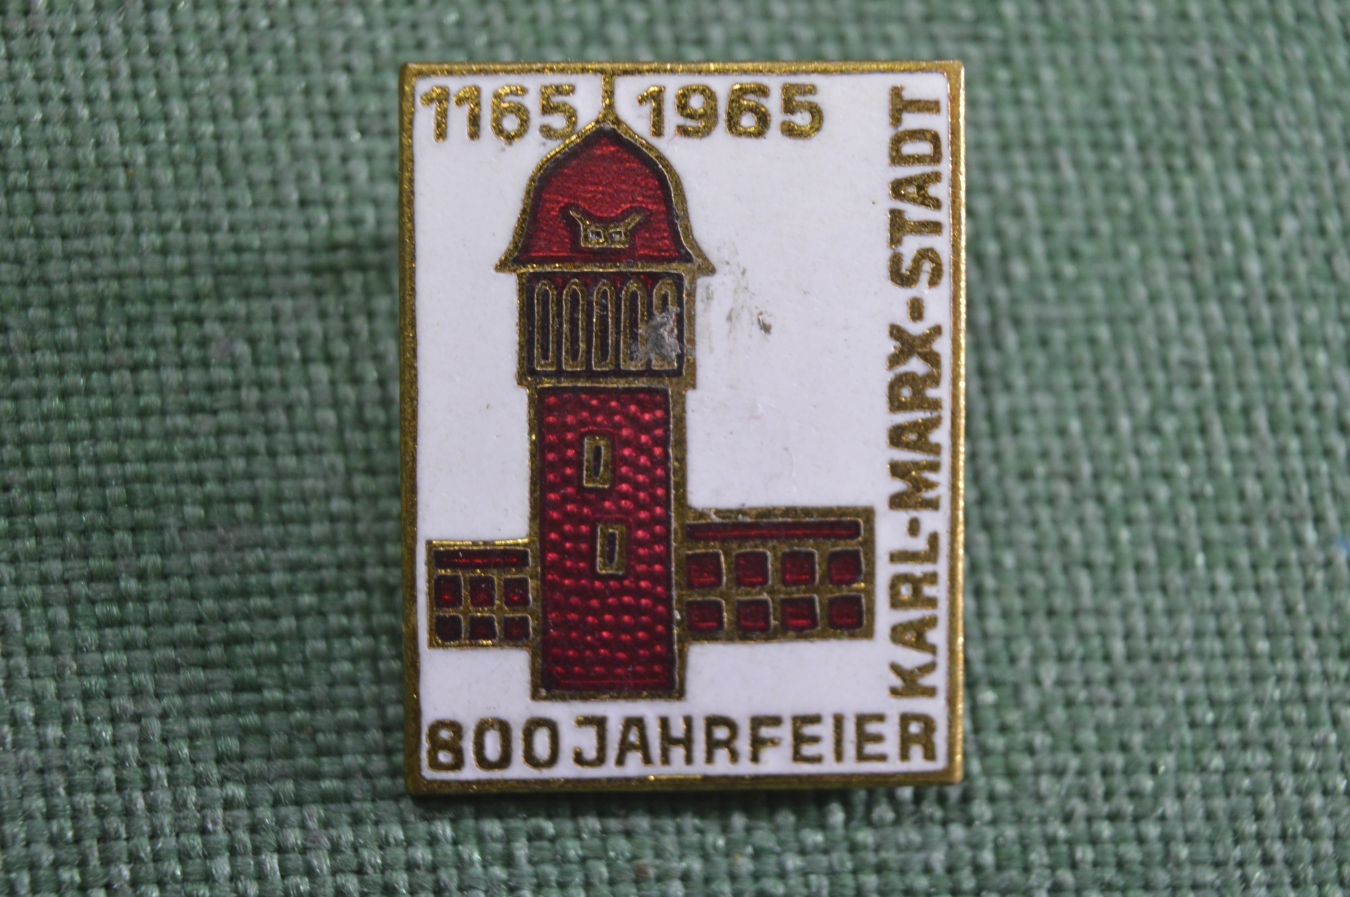 1165 1965
KARL-MARX-STADT
800 JAHRFEIER